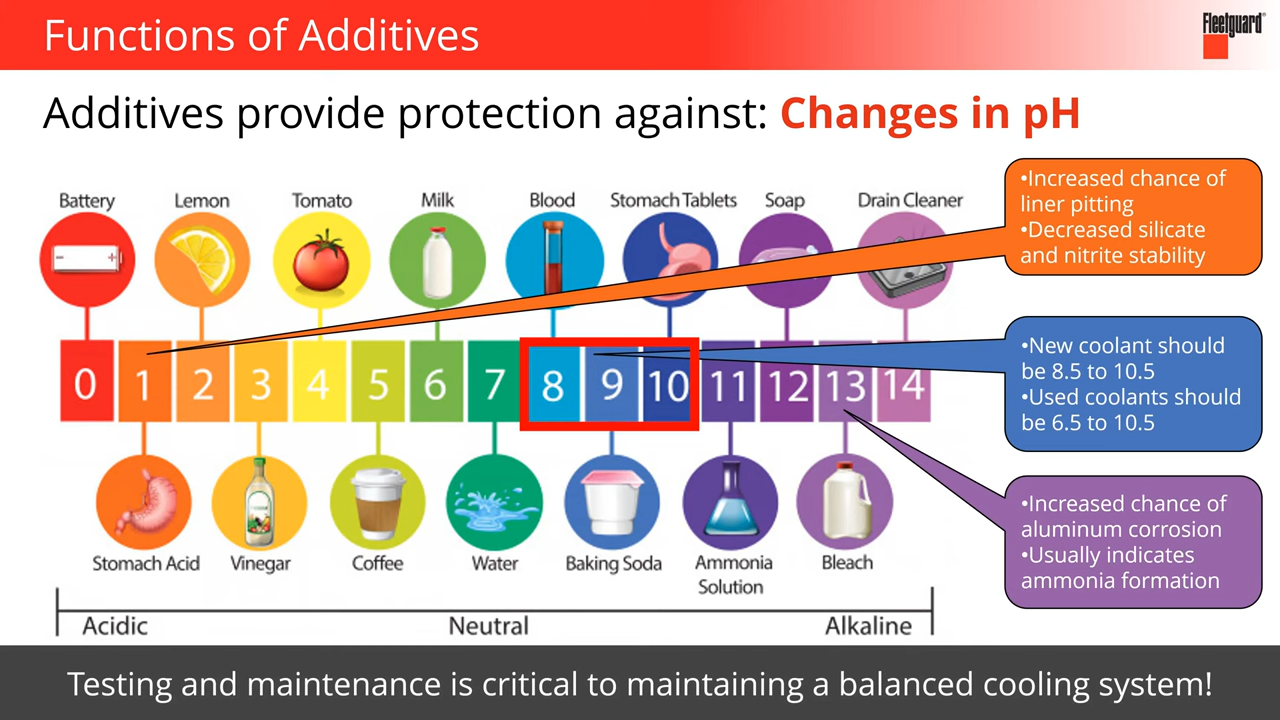 Functions of Additives
Fleetguard®
Additives provide protection against: Changes in pH
Battery
Lemon
Tomato
Milk
Blood
Stomach Tablets
Soap
Drain Cleaner
+
0
1
2
3
4
5
6
7
8
9
10
11
12
13
14
Stomach Acid
Vinegar
Coffee
Water
Baking Soda
Ammonia
Solution
Bleach
Acidic
Neutral
Alkaline
•Increased chance of
liner pitting
•Decreased silicate
and nitrite stability
•New coolant should
be 8.5 to 10.5
•Used coolants should
be 6.5 to 10.5
•Increased chance of
aluminum corrosion
•Usually indicates
ammonia formation
Testing and maintenance is critical to maintaining a balanced cooling system!